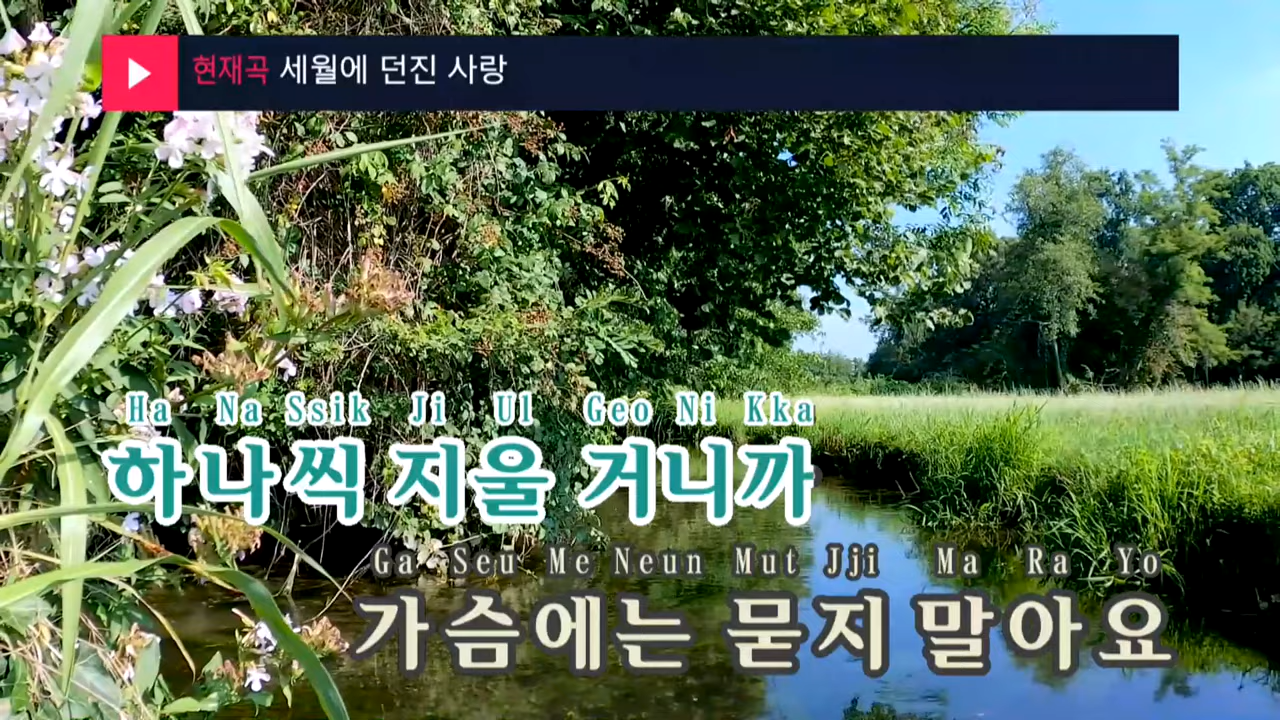 현재곡 세월에 던진 사랑
Ha Na Ssik Ji Ul Geo Ni Kka
하나씩 지울 거니까
Ga Seu Me Neun Mut Jji Ma Ra Yo
가슴에는 묻지 말아요